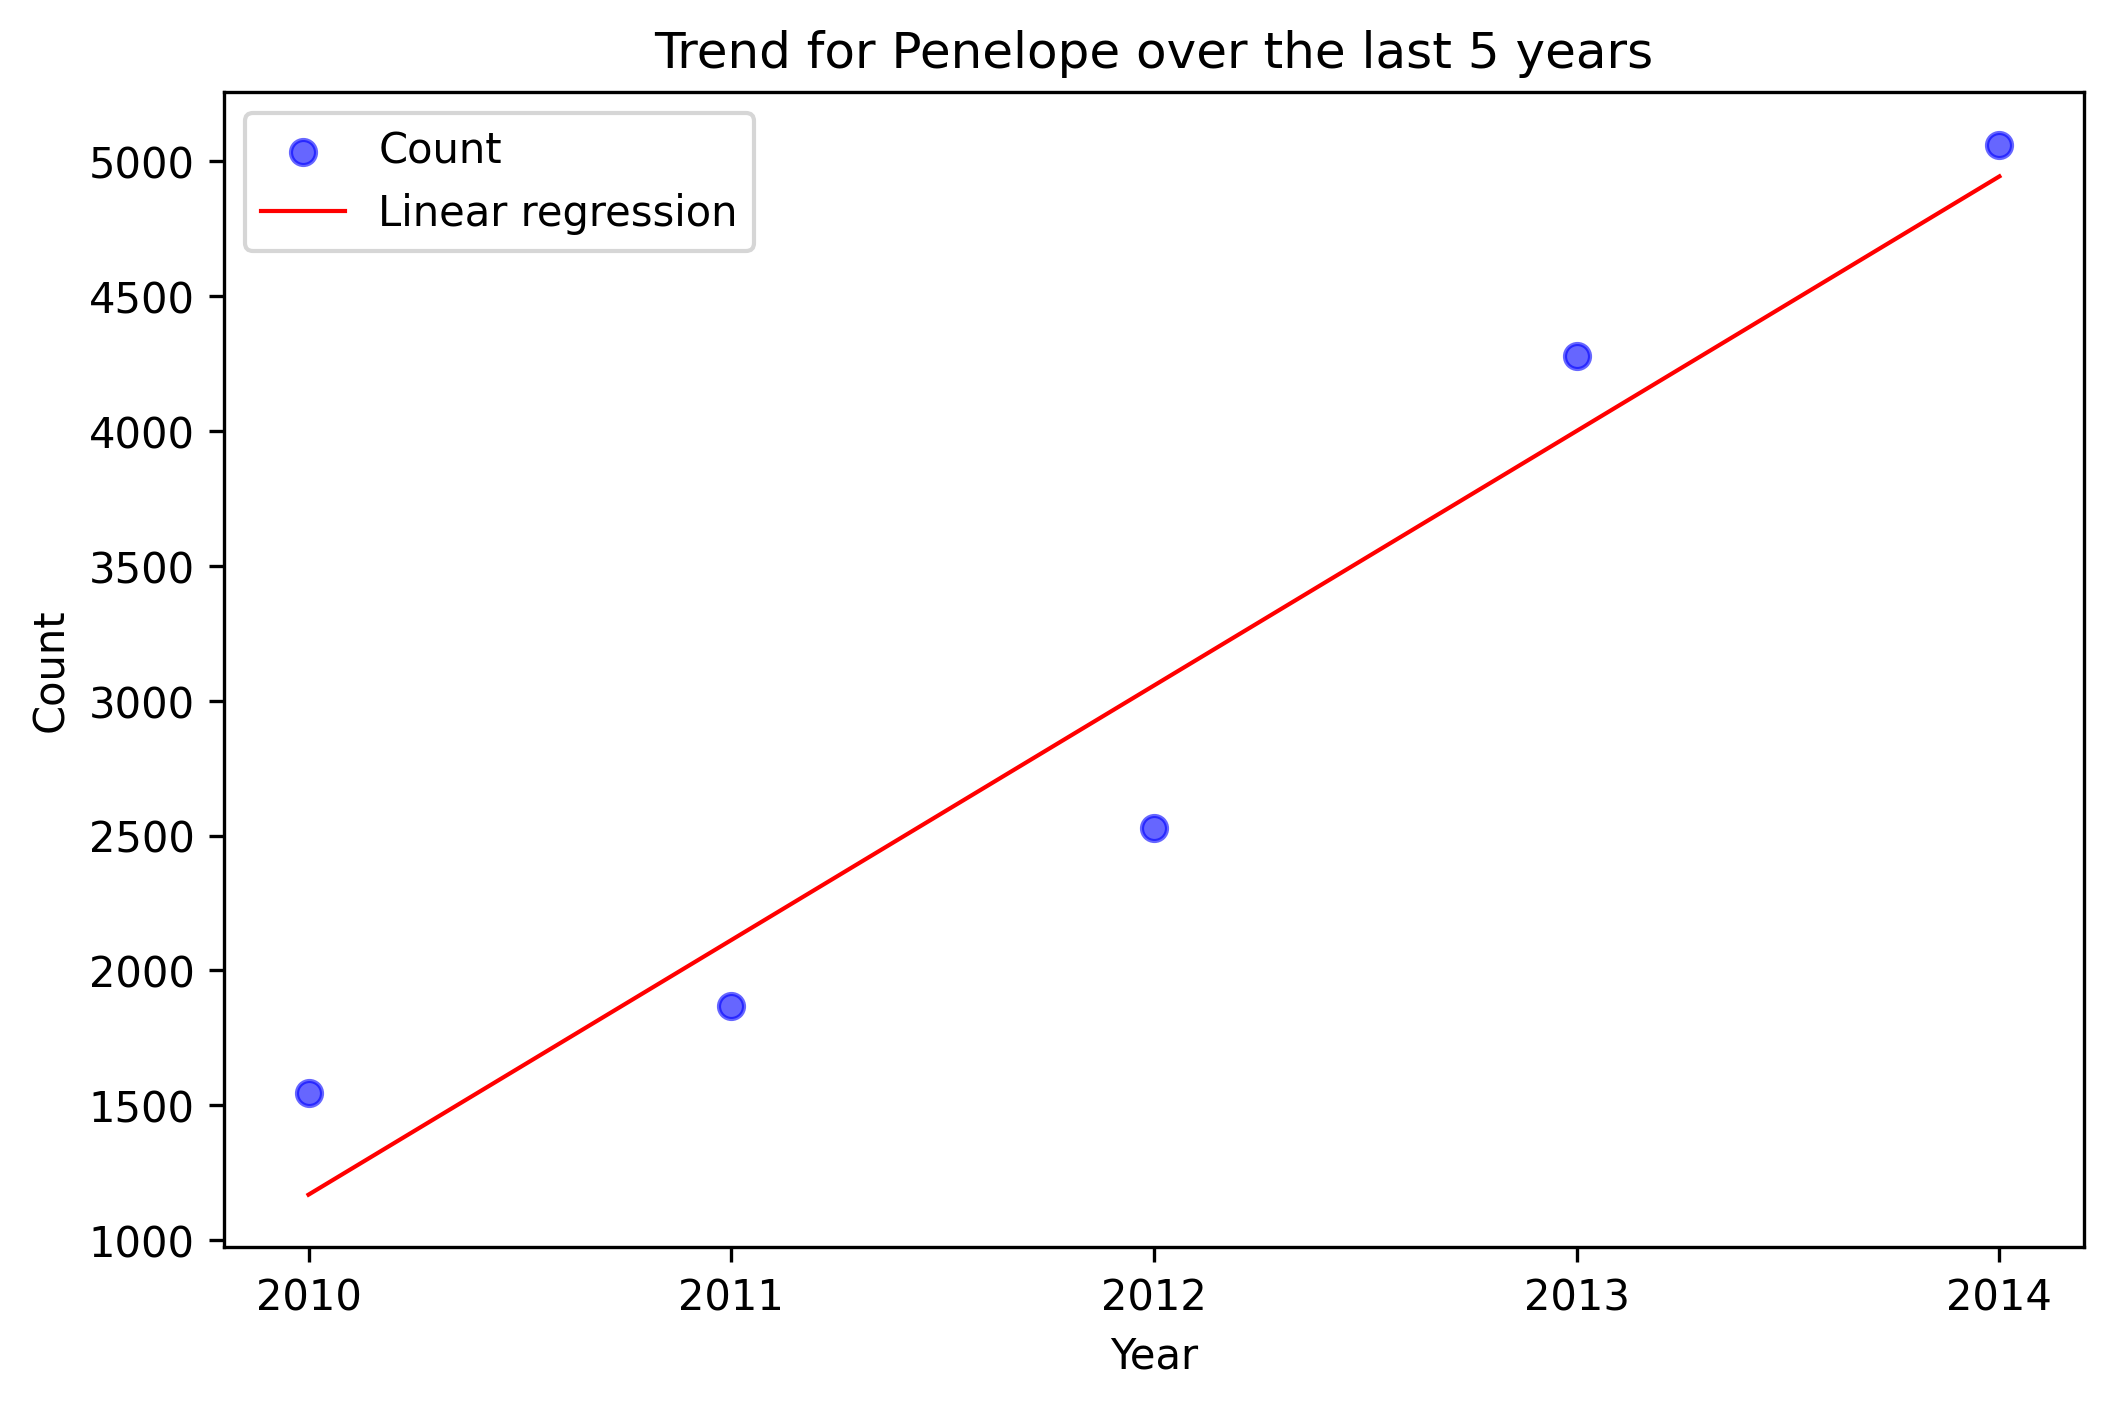 Trend for Penelope over the last 5 years
Count
Linear regression
5000
4500
4000
3500
3000
2500
2000
1500
1000
Count
2010 2011 2012 2013 2014
Year